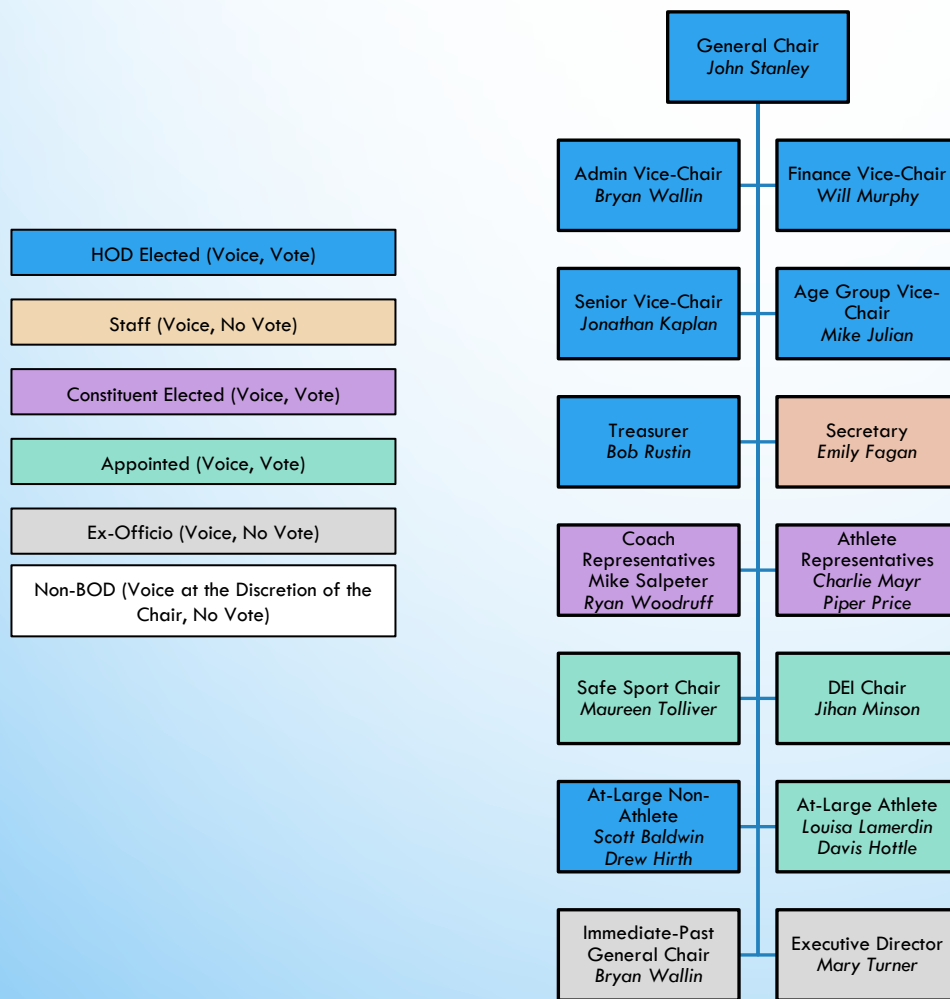 General Chair
John Stanley
Admin Vice-Chair
Bryan Wallin
Finance Vice-Chair
Will Murphy
HOD Elected (Voice, Vote)
Staff (Voice, No Vote)
Constituent Elected (Voice, Vote)
Appointed (Voice, Vote)
Ex-Officio (Voice, No Vote)
Non-BOD (Voice at the Discretion of the
Chair, No Vote)
Senior Vice-Chair
Jonathan Kaplan
Age Group Vice-
Chair
Mike Julian
Treasurer
Bob Rustin
Secretary
Emily Fagan
Coach
Representatives
Mike Salpeter
Ryan Woodruff
Athlete
Representatives
Charlie Mayr
Piper Price
Safe Sport Chair
Maureen Tolliver
DEI Chair
Jihan Minson
At-Large Non-
Athlete
Scott Baldwin
Drew Hirth
At-Large Athlete
Louisa Lamerdin
Davis Hottle
Immediate-Past
General Chair
Bryan Wallin
Executive Director
Mary Turner